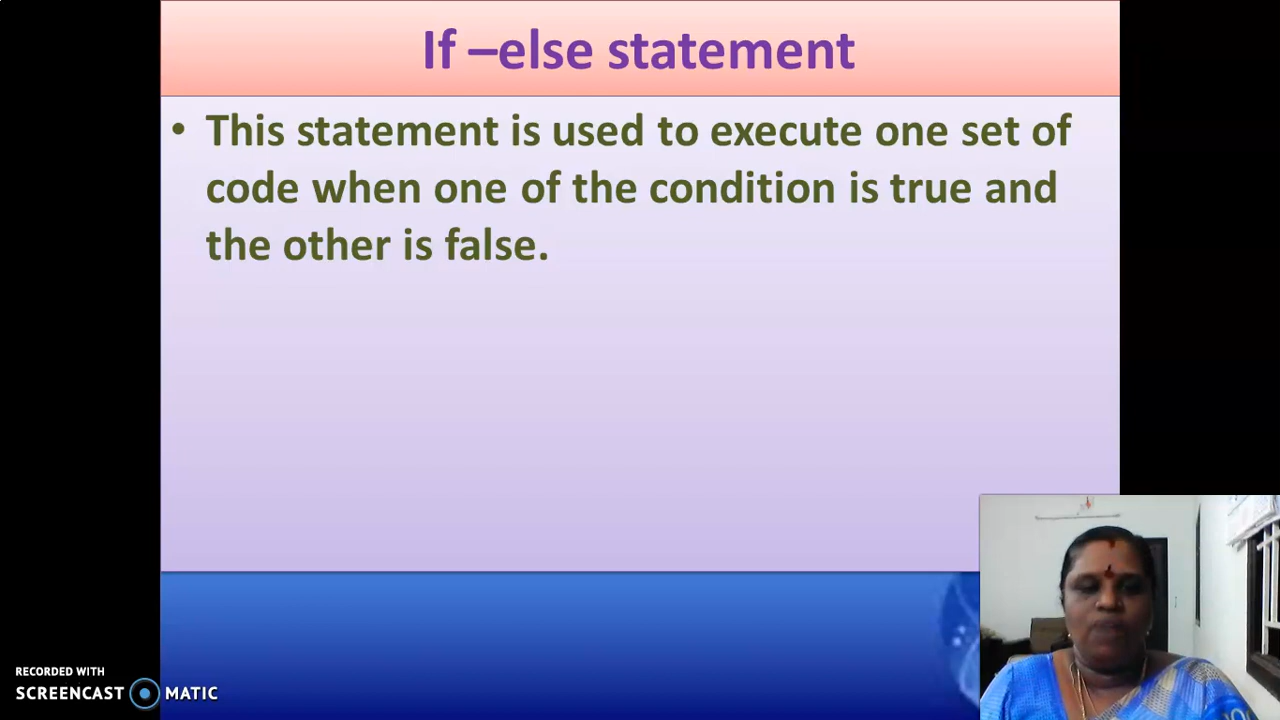 If –else statement
• This statement is used to execute one set of
code when one of the condition is true and
the other is false.
RECORDED WITH
SCREENCAST MATIC